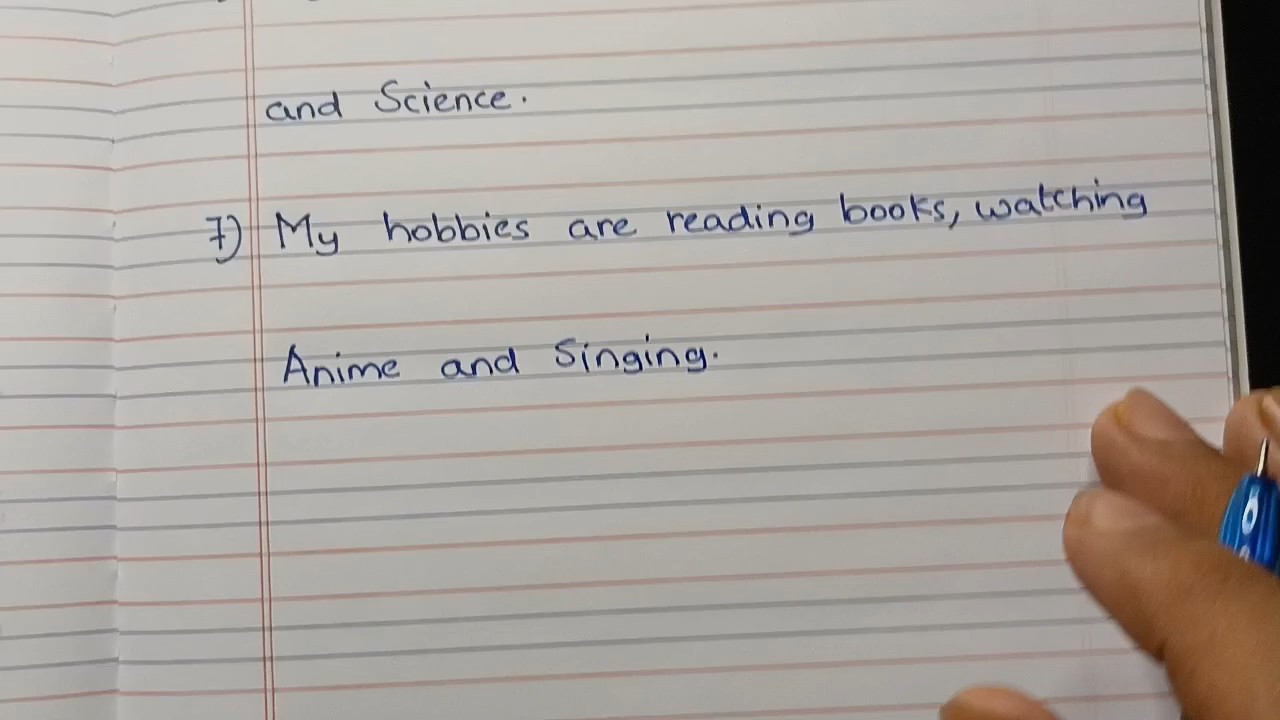 and Science.
7) My hobbies are reading books, watching
Anime and Singing.